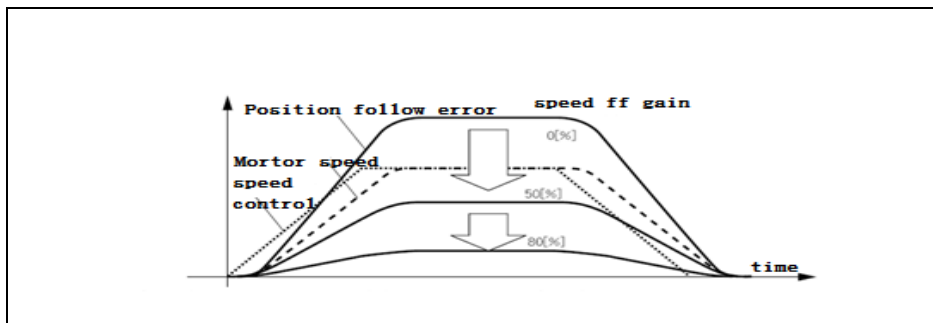 speed ff gain
Position follow error
0[%]
Mortor speed
speed
control
50[%]
80[%]
time